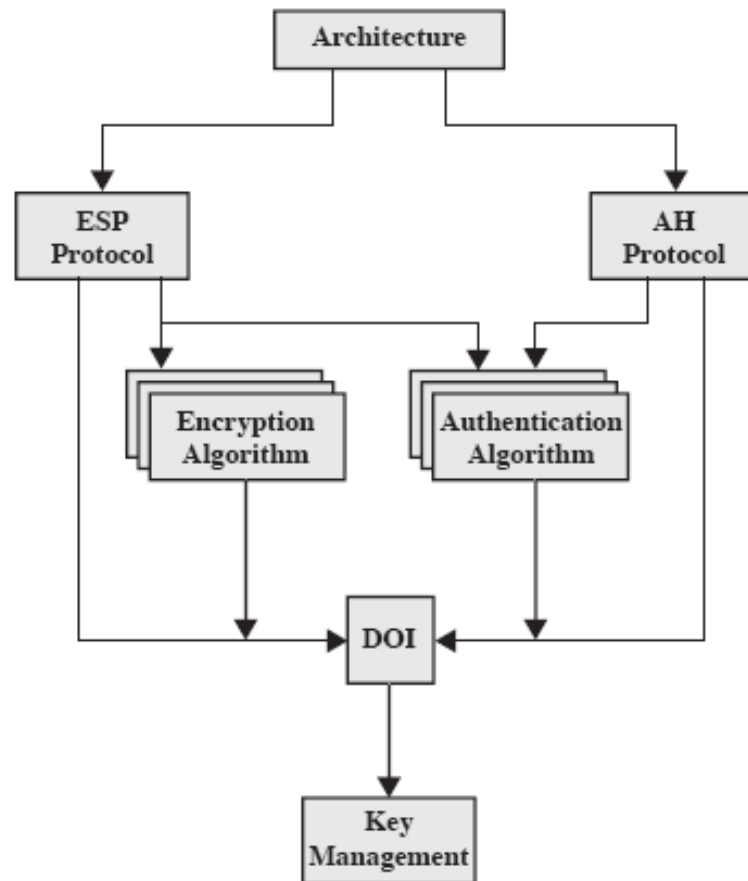 Architecture
ESP
Protocol
AH
Protocol
Encryption
Algorithm
Authentication
Algorithm
DOI
Key
Management